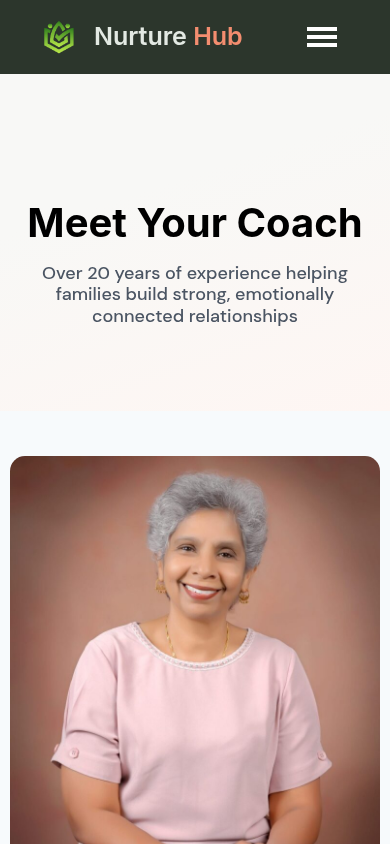 Nurture Hub
Meet Your Coach
Over 20 years of experience helping
families build strong, emotionally
connected relationships